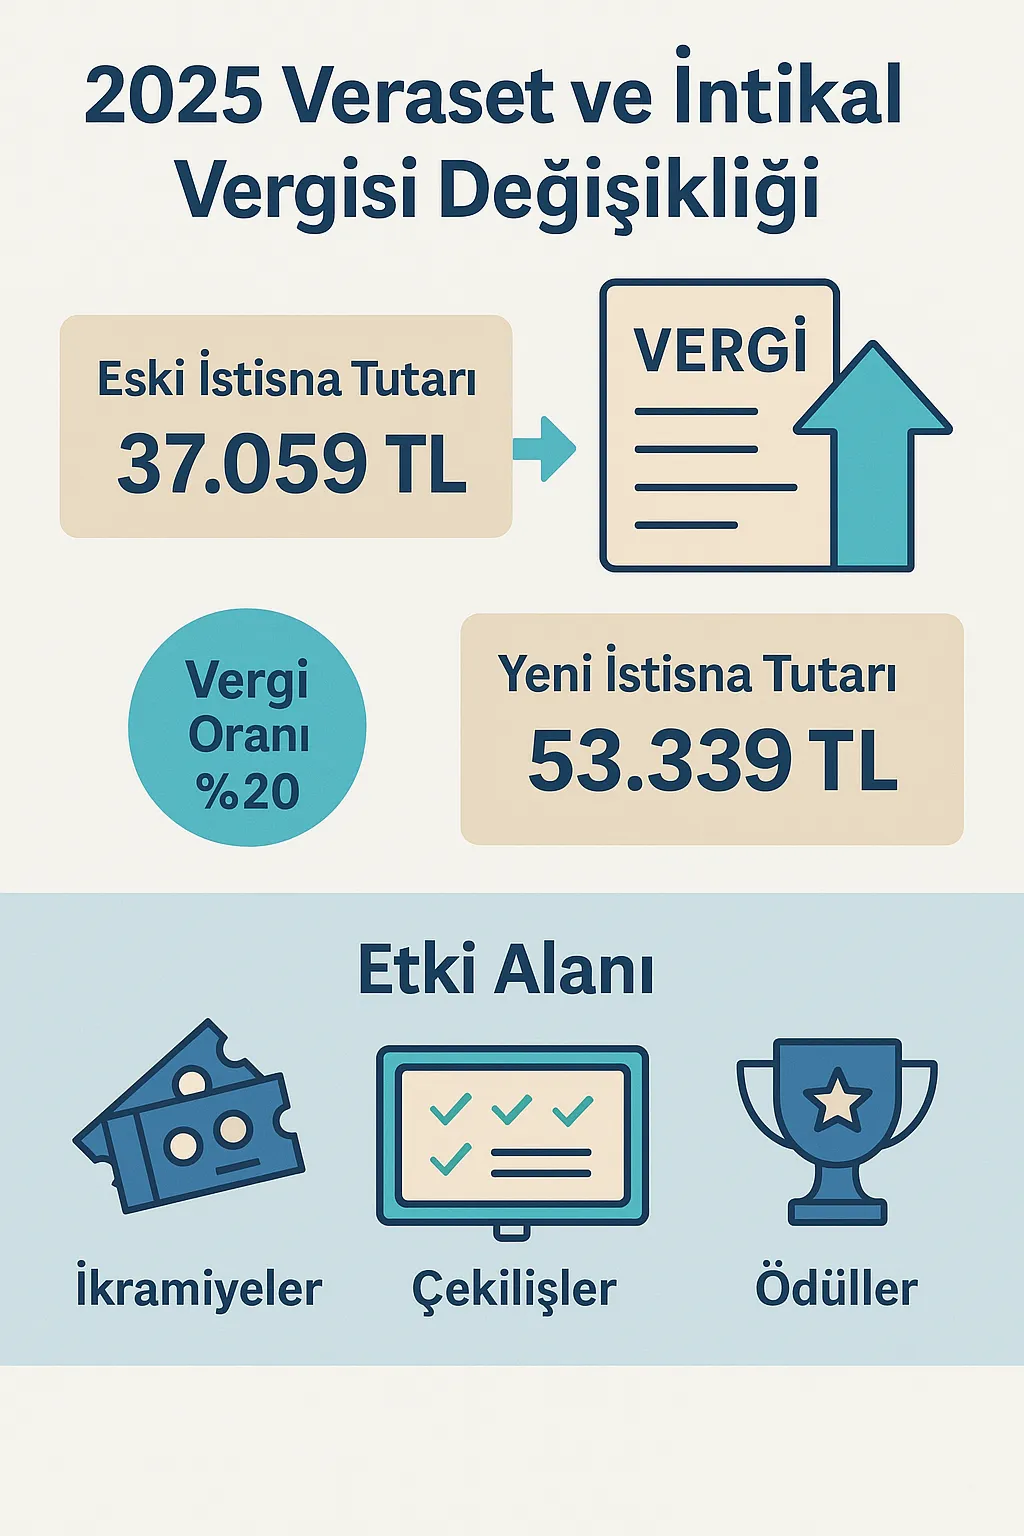 2025 Veraset ve İntikal
Vergisi Değişikliği
Eski İstisna Tutarı
37.059 TL
VERGİ
Vergi
Oranı
%20
Yeni İstisna Tutarı
53.339 TL
Etki Alanı
İkramiyeler
Çekilişler
Ödüller